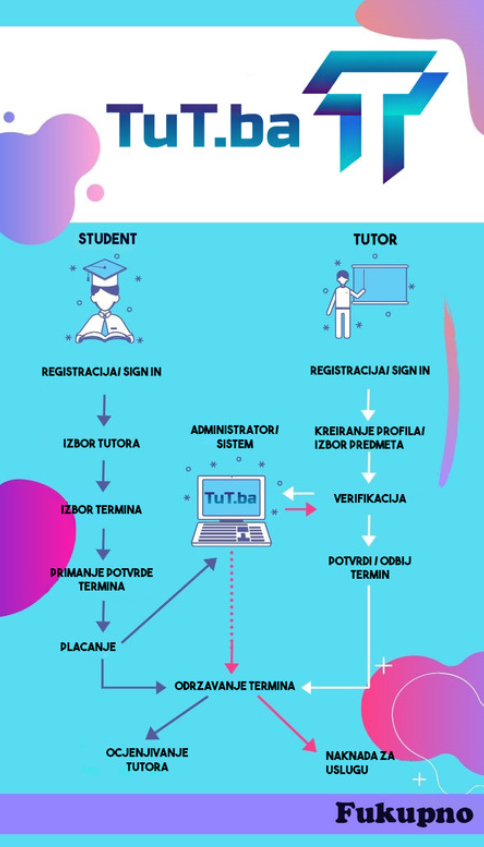 TuT.ba
STUDENT
TUTOR
REGISTRACIJA/ SIGN IN
REGISTRACIJA/ SIGN IN
IZBOR TUTORA
ADMINISTRATOR/
SISTEM
KREIRANJE PROFILA/
IZBOR PREDMETA
TuT.ba
VERIFIKACIJA
IZBOR TERMINA
PRIMANJE POTVRDE
TERMINA
POTVRDI / ODBIJ
TERMIN
PLACANJE
ODRZAVANJE TERMINA
OCJENJIVANJE
TUTORA
NAKNADA ZA
USLUGU
Fukupno